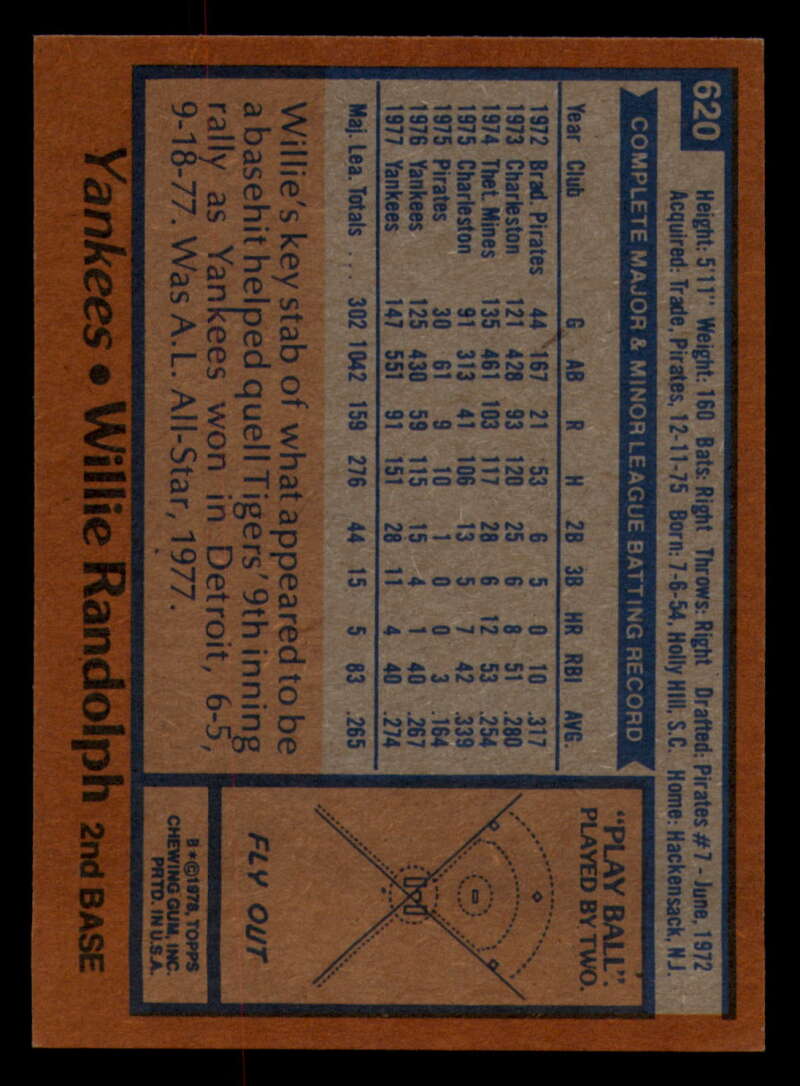 620
Height: 5'11" Weight: 160 Bats: Right Throws: Right Drafted: Pirates #7 - June, 1972
Acquired: Trade, Pirates, 12-11-75 Born: 7-6-54, Holly Hill, S.C. Home: Hackensack, N.J.
COMPLETE MAJOR & MINOR LEAGUE BATTING RECORD
Year Club G AB R H 2B 3B HR RBI AVG.
1972 Brad. Pirates 44 167 21 53 6 5 0 10 .317
1973 Charleston 121 428 93 120 25 6 8 51 .280
1974 Thet. Mines 135 461 103 117 28 6 12 53 .254
1975 Charleston 91 313 41 106 13 5 7 42 .339
1975 Pirates 30 61 9 10 1 0 0 3 .164
1976 Yankees 125 430 59 115 15 4 1 40 .267
1977 Yankees 147 551 91 151 28 11 4 40 .274
Maj. Lea. Totals ... 302 1042 159 276 44 15 5 83 .265
Willie's key stab of what appeared to be
a basehit helped quell Tigers' 9th inning
rally as Yankees won in Detroit, 6-5,
9-18-77. Was A.L. All-Star, 1977.
"PLAY BALL":
PLAYED BY TWO.
FLY OUT
B*©1978, TOPPS
CHEWING GUM, INC.
PRTD. IN U.S.A.
Yankees • Willie Randolph 2nd BASE